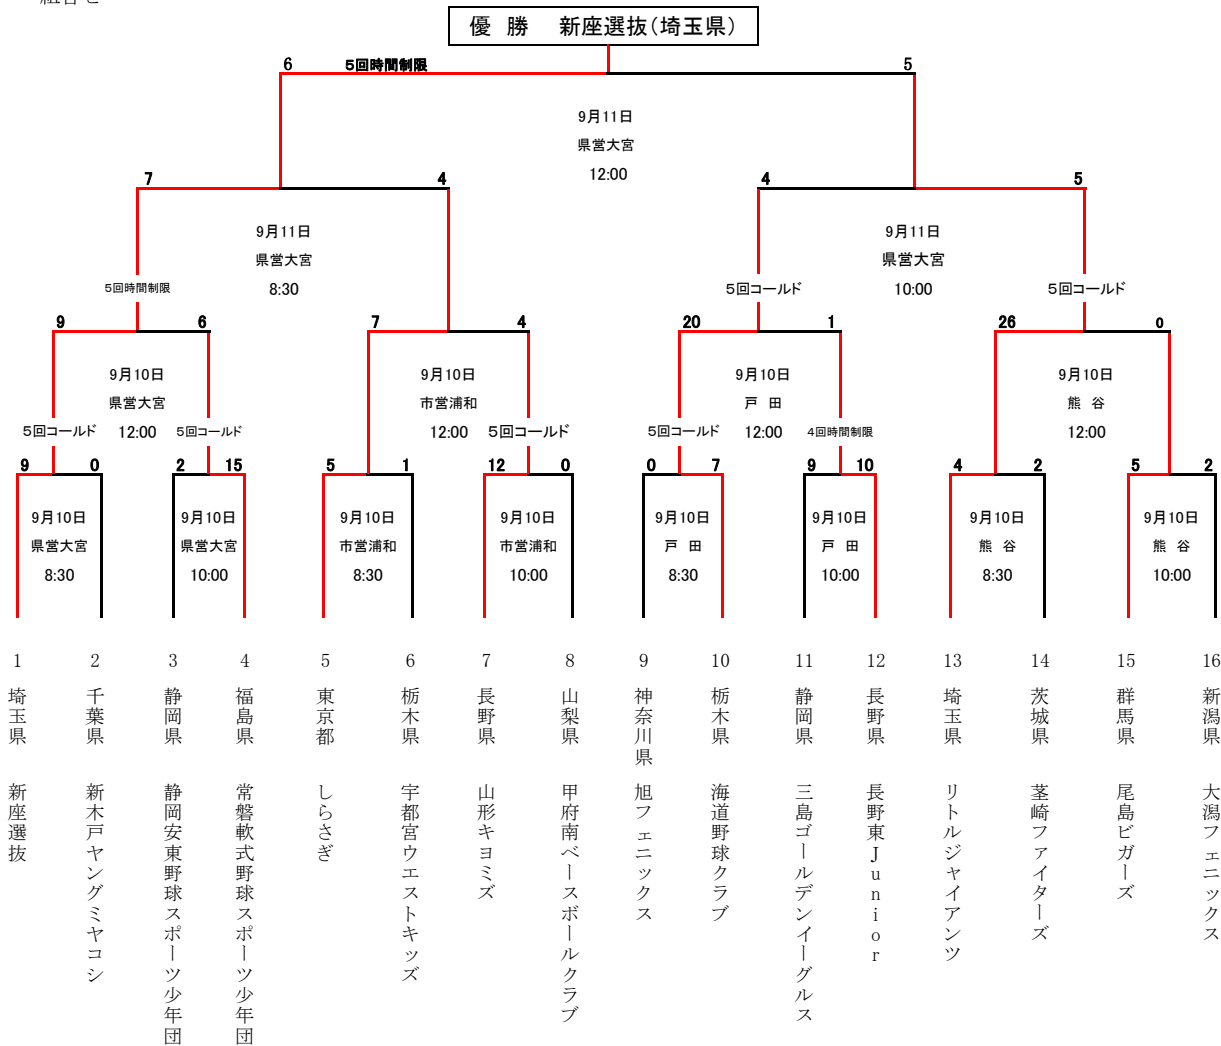 組合せ
優 勝 新座選抜(埼玉県)
6 5回時間制限 5
9月11日
県営大宮
12:00
7 4 4 5
9月11日 9月11日
県営大宮 県営大宮
8:30 10:00
5回時間制限 5回コールド 5回コールド
9 6 7 4 20 1 26 0
9月10日 9月10日 9月10日 9月10日
県営大宮 市営浦和 戸 田 熊 谷
12:00 12:00 12:00 12:00
5回コールド 5回コールド 5回コールド 5回コールド 4回時間制限
9 0 2 15 5 1 12 0 0 7 9 10 4 2 5 2
9月10日 9月10日 9月10日 9月10日 9月10日 9月10日 9月10日 9月10日
県営大宮 県営大宮 市営浦和 市営浦和 戸 田 戸 田 熊 谷 熊 谷
8:30 10:00 8:30 10:00 8:30 10:00 8:30 10:00
1 埼玉県 新座選抜
2 千葉県 新木戸ヤングミヤコシ
3 静岡県 静岡安東野球スポーツ少年団
4 福島県 常磐軟式野球スポーツ少年団
5 東京都 しらさぎ
6 栃木県 宇都宮ウエストキッズ
7 長野県 山形キヨミズ
8 山梨県 甲府南ベースボールクラブ
9 神奈川県 旭フェニックス
10 栃木県 海道野球クラブ
11 静岡県 三島ゴールデンイーグルス
12 長野県 長野東Junior
13 埼玉県 リトルジャイアンツ
14 茨城県 茎崎ファイターズ
15 群馬県 尾島ビガーズ
16 新潟県 大潟フェニックス